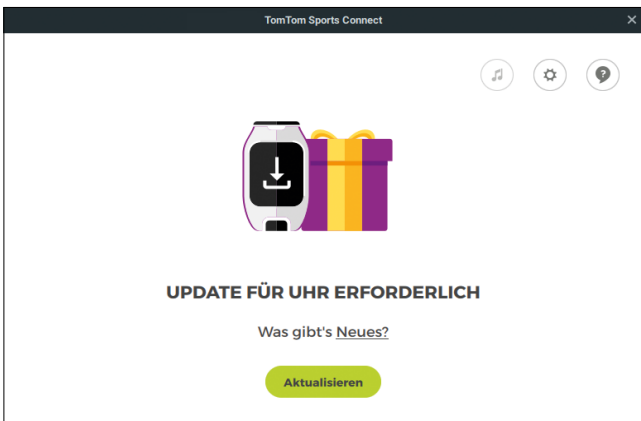 TomTom Sports Connect
UPDATE FÜR UHR ERFORDERLICH
Was gibt's Neues?
Aktualisieren